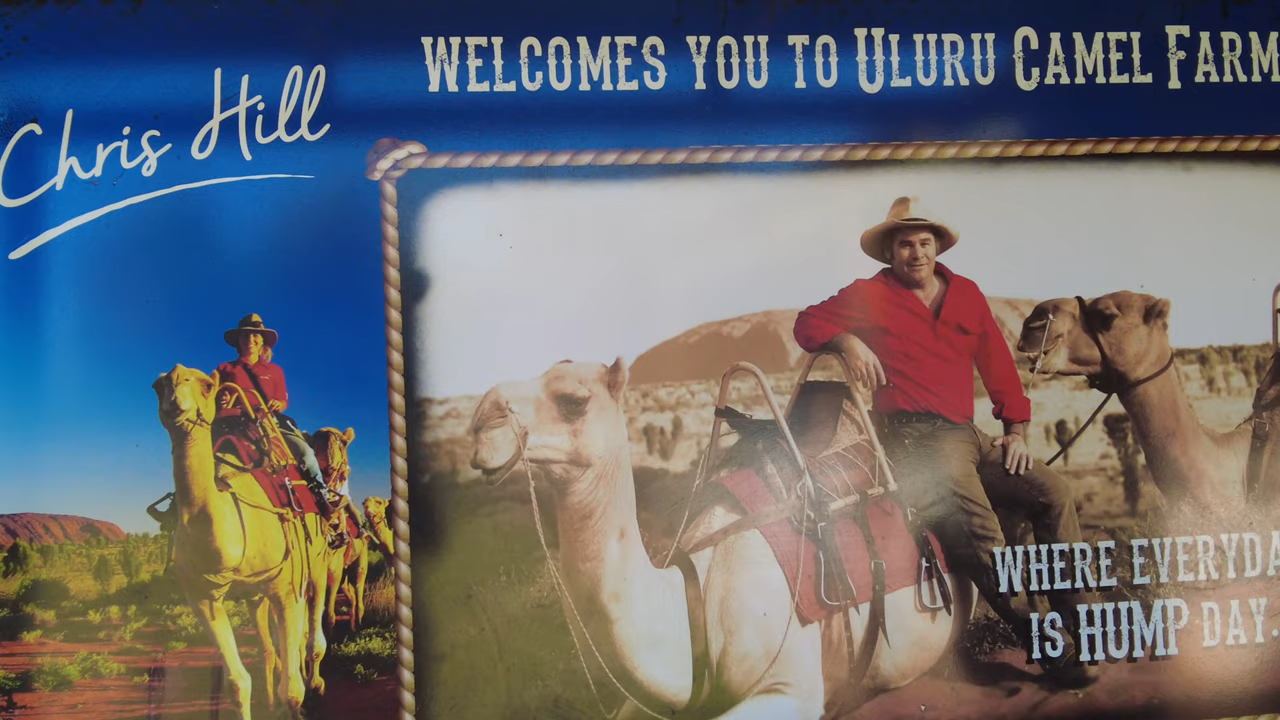 Chris Hill
WELCOMES YOU TO ULURU CAMEL FARM
WHERE EVERYDA
IS HUMP DAY.